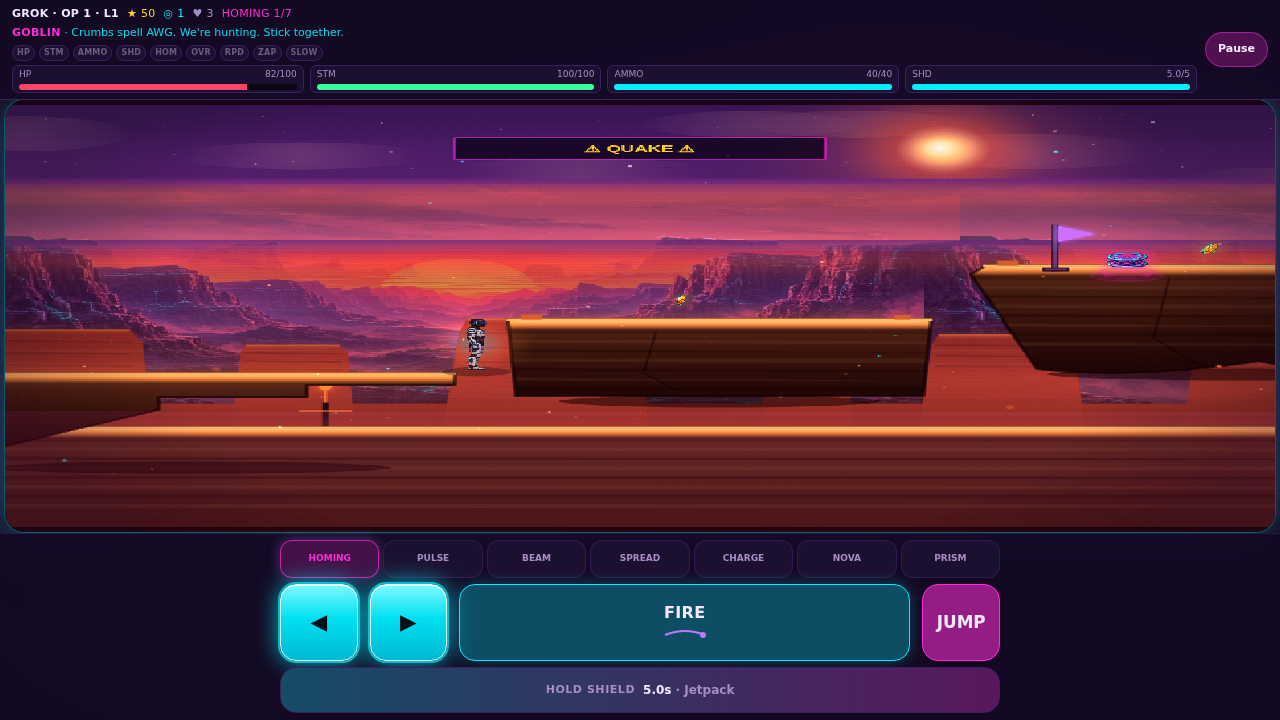 GROK · OP 1 · L1 ★ 50 ◎ 1 ♥ 3 HOMING 1/7
GOBLIN · Crumbs spell AWG. We're hunting. Stick together.
HP STM AMMO SHD HOM OVR RPD ZAP SLOW
Pause
HP 82/100 STM 100/100 AMMO 40/40 SHD 5.0/5
⚠ QUAKE ⚠
HOMING PULSE BEAM SPREAD CHARGE NOVA PRISM
◀ ▶ FIRE JUMP
HOLD SHIELD 5.0s · Jetpack